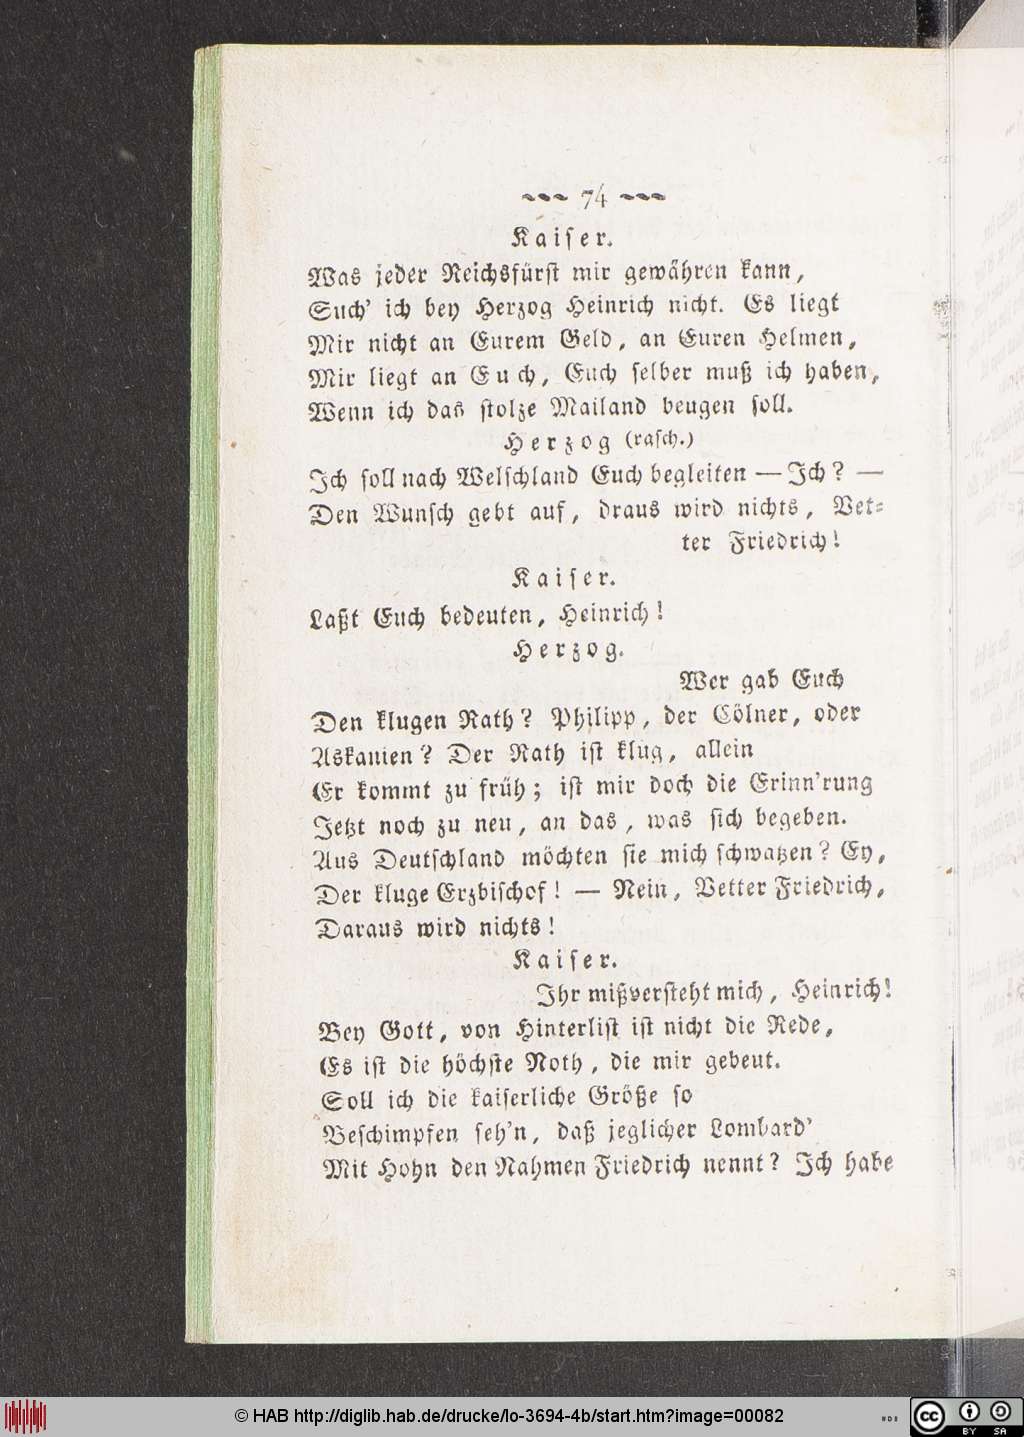 ~~~ 74 ~~~
Kaiſer.
Was jeder Reichsfürſt mir gewähren kann,
Such' ich bey Herzog Heinrich nicht. Es liegt
Mir nicht an Eurem Geld, an Euren Helmen,
Mir liegt an Euch, Euch ſelber muß ich haben,
Wenn ich das ſtolze Mailand beugen ſoll.
Herzog (raſch.)
Ich ſoll nach Welſchland Euch begleiten — Ich? —
Den Wunſch gebt auf, draus wird nichts, Vet⸗
ter Friedrich!
Kaiſer.
Laßt Euch bedeuten, Heinrich!
Herzog.
Wer gab Euch
Den klugen Rath? Philipp, der Cölner, oder
Askanien? Der Rath iſt klug, allein
Er kommt zu früh; iſt mir doch die Erinn'rung
Jetzt noch zu neu, an das, was ſich begeben.
Aus Deutſchland möchten ſie mich ſchwatzen? Ey,
Der kluge Erzbiſchof! — Nein, Vetter Friedrich,
Daraus wird nichts!
Kaiſer.
Ihr mißverſteht mich, Heinrich!
Bey Gott, von Hinterliſt iſt nicht die Rede,
Es iſt die höchſte Noth, die mir gebeut.
Soll ich die kaiſerliche Größe ſo
Beſchimpfen ſeh'n, daß jeglicher Lombard'
Mit Hohn den Nahmen Friedrich nennt? Ich habe
© HAB http://diglib.hab.de/drucke/lo-3694-4b/start.htm?image=00082
cc BY SA